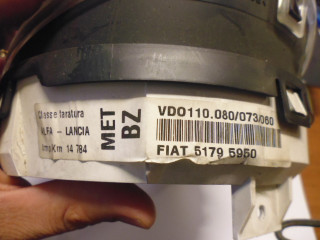 Classe taratura
ALFA - LANCIA
Km 14 784
MET
BZ
VDO110.080/073/060
FIAT 5179 5950